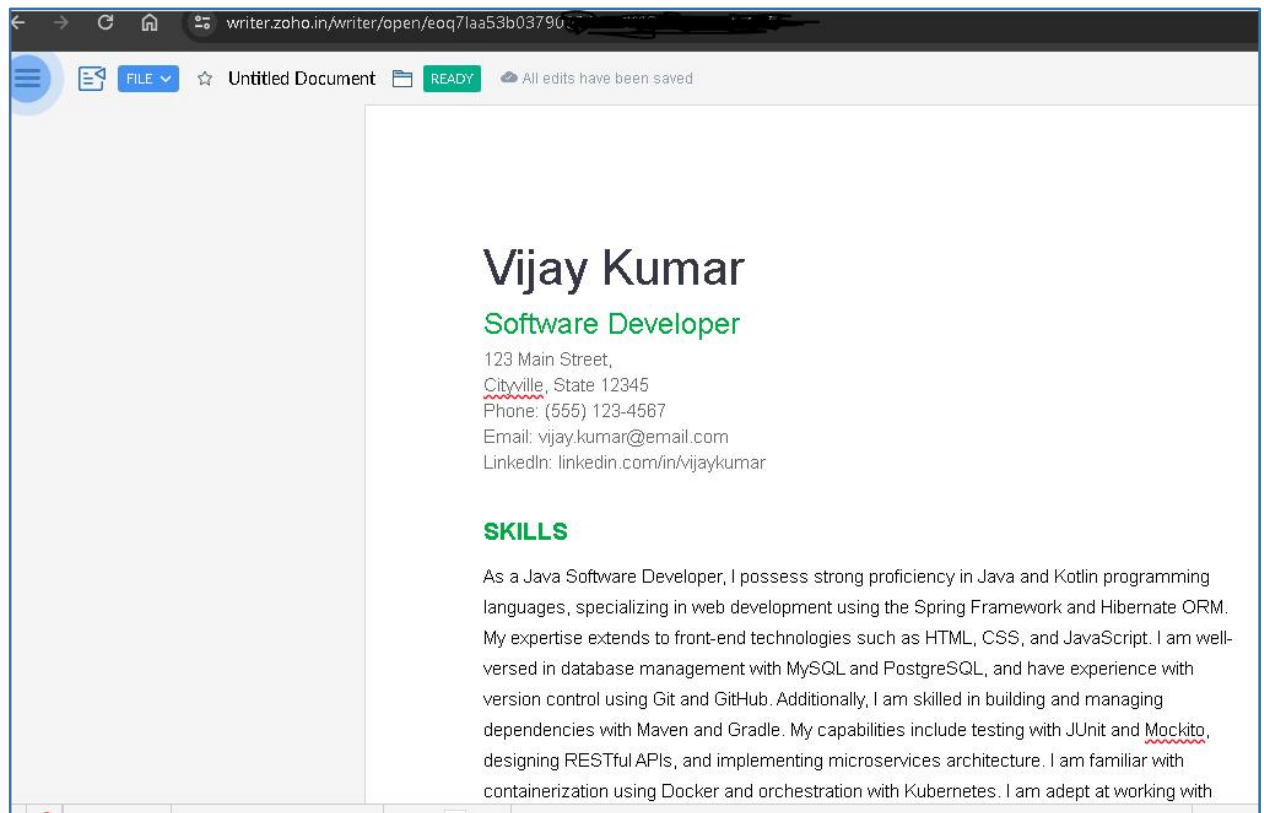 writer.zoho.in/writer/open/eoq7laa53b03790
FILE Untitled Document READY All edits have been saved
Vijay Kumar
Software Developer
123 Main Street,
Cityville, State 12345
Phone: (555) 123-4567
Email: vijay.kumar@email.com
LinkedIn: linkedin.com/in/vijaykumar
SKILLS
As a Java Software Developer, I possess strong proficiency in Java and Kotlin programming
languages, specializing in web development using the Spring Framework and Hibernate ORM.
My expertise extends to front-end technologies such as HTML, CSS, and JavaScript. I am well-
versed in database management with MySQL and PostgreSQL, and have experience with
version control using Git and GitHub. Additionally, I am skilled in building and managing
dependencies with Maven and Gradle. My capabilities include testing with JUnit and Mockito,
designing RESTful APIs, and implementing microservices architecture. I am familiar with
containerization using Docker and orchestration with Kubernetes. I am adept at working with